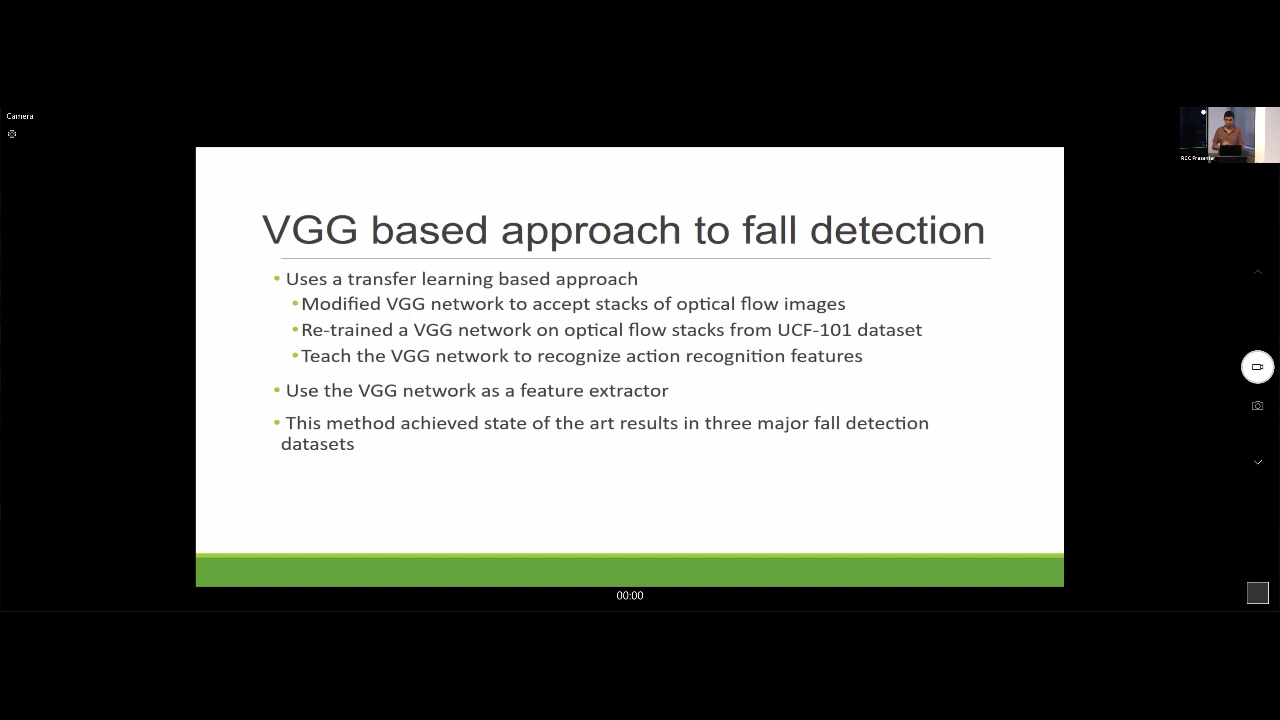 Camera
VGG based approach to fall detection
• Uses a transfer learning based approach
• Modified VGG network to accept stacks of optical flow images
• Re-trained a VGG network on optical flow stacks from UCF-101 dataset
• Teach the VGG network to recognize action recognition features
• Use the VGG network as a feature extractor
• This method achieved state of the art results in three major fall detection
datasets
00:00